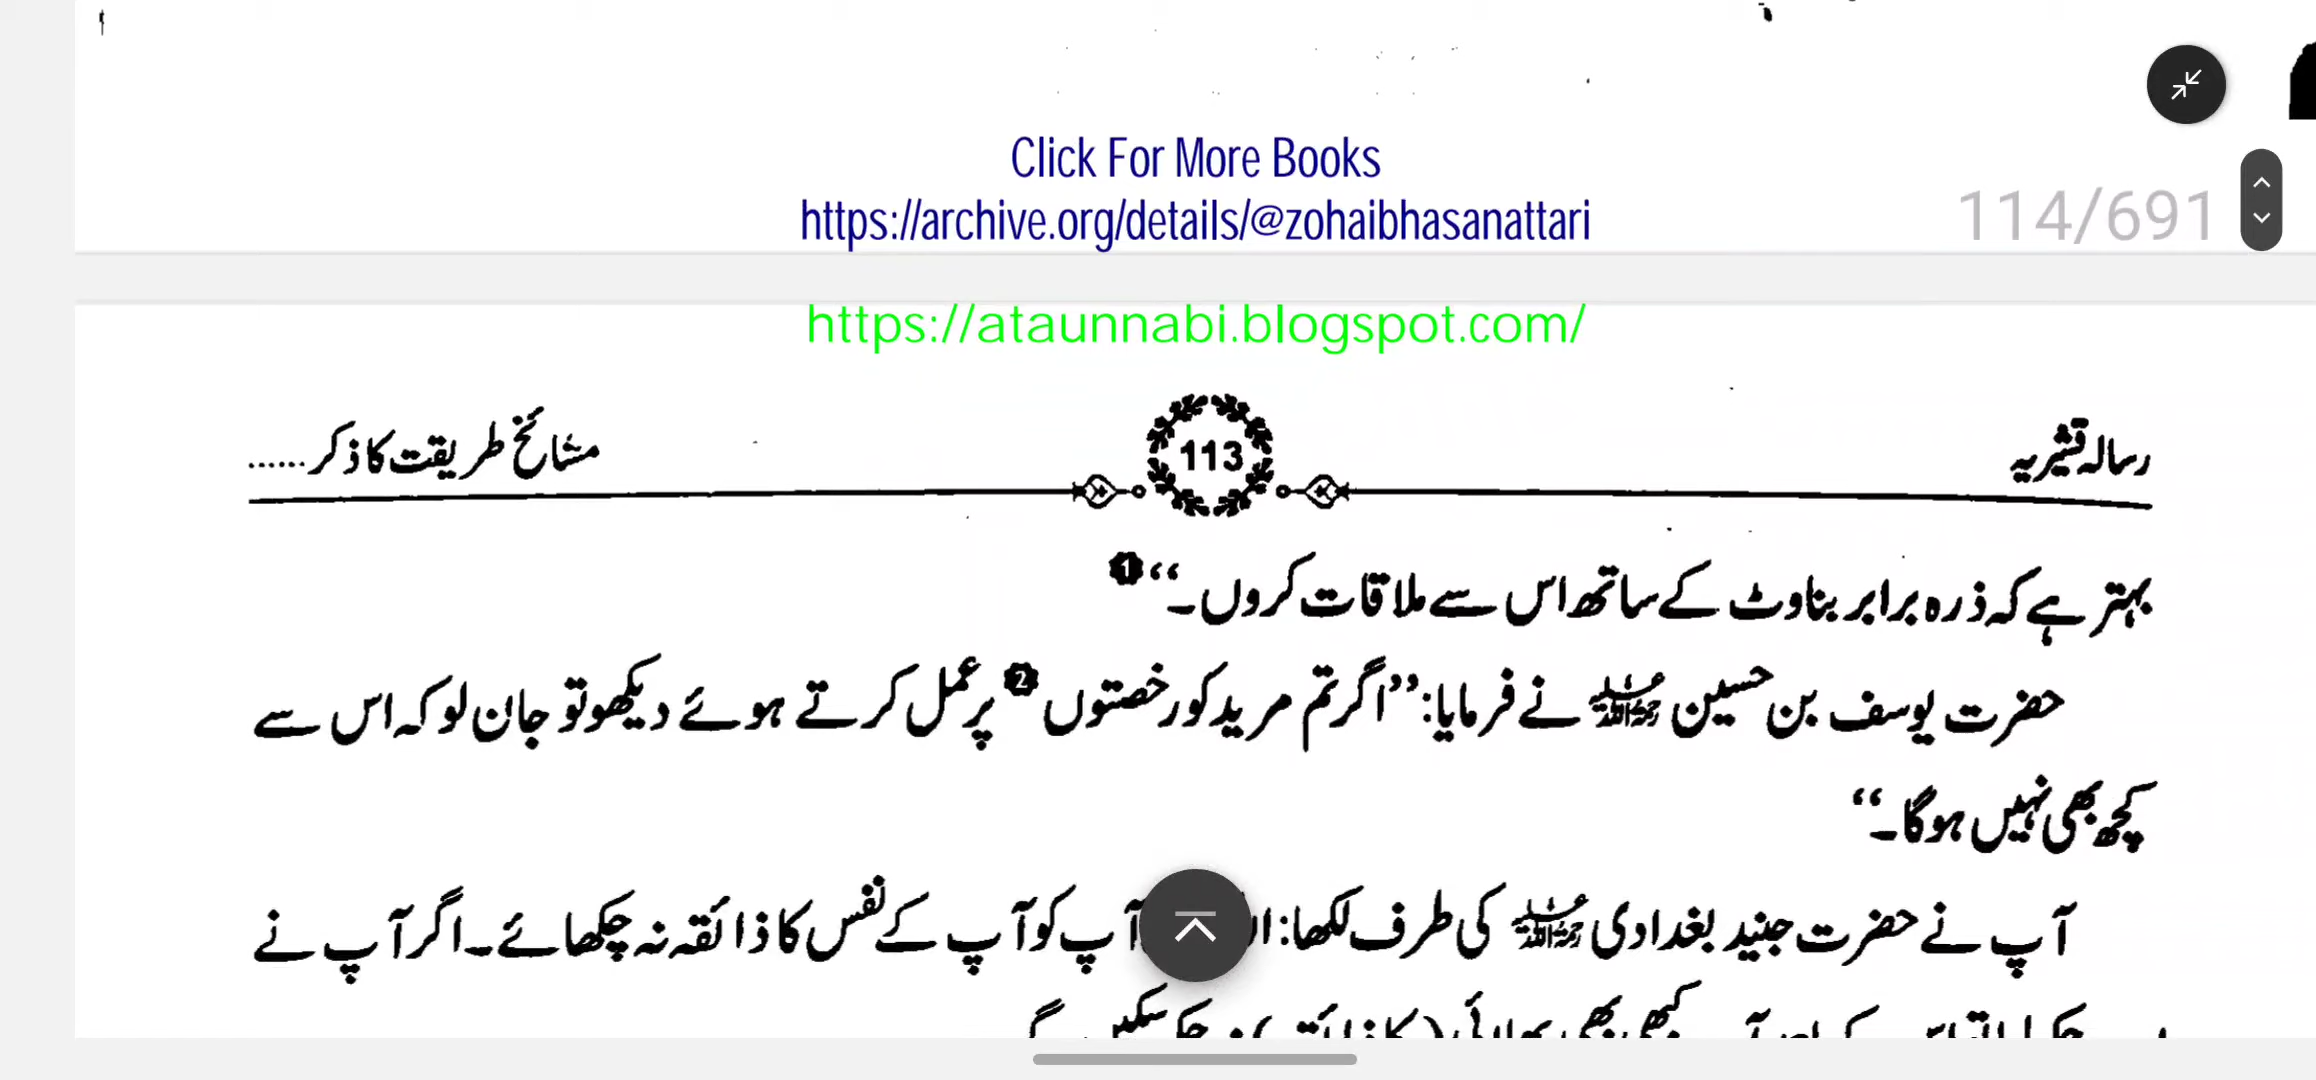 Click For More Books
https://archive.org/details/@zohaibhasanattari
114/691
https://ataunnabi.blogspot.com/
رسالہ قشیریہ 113 مشائخ طریقت کا ذکر ......
بہتر ہے کہ ذرہ برابر بناوٹ کے ساتھ اس سے ملاقات کروں۔‘‘ 1
حضرت یوسف بن حسین رحمۃ اللہ علیہ نے فرمایا: ’’اگر تم مرید کو رخصتوں 2 پر عمل کرتے ہوئے دیکھو تو جان لو کہ اس سے
کچھ بھی نہیں ہوگا۔‘‘
آپ نے حضرت جنید بغدادی رحمۃ اللہ علیہ کی طرف لکھا: آپ کو آپ کے نفس کا ذائقہ نہ چکھائے۔ اگر آپ نے